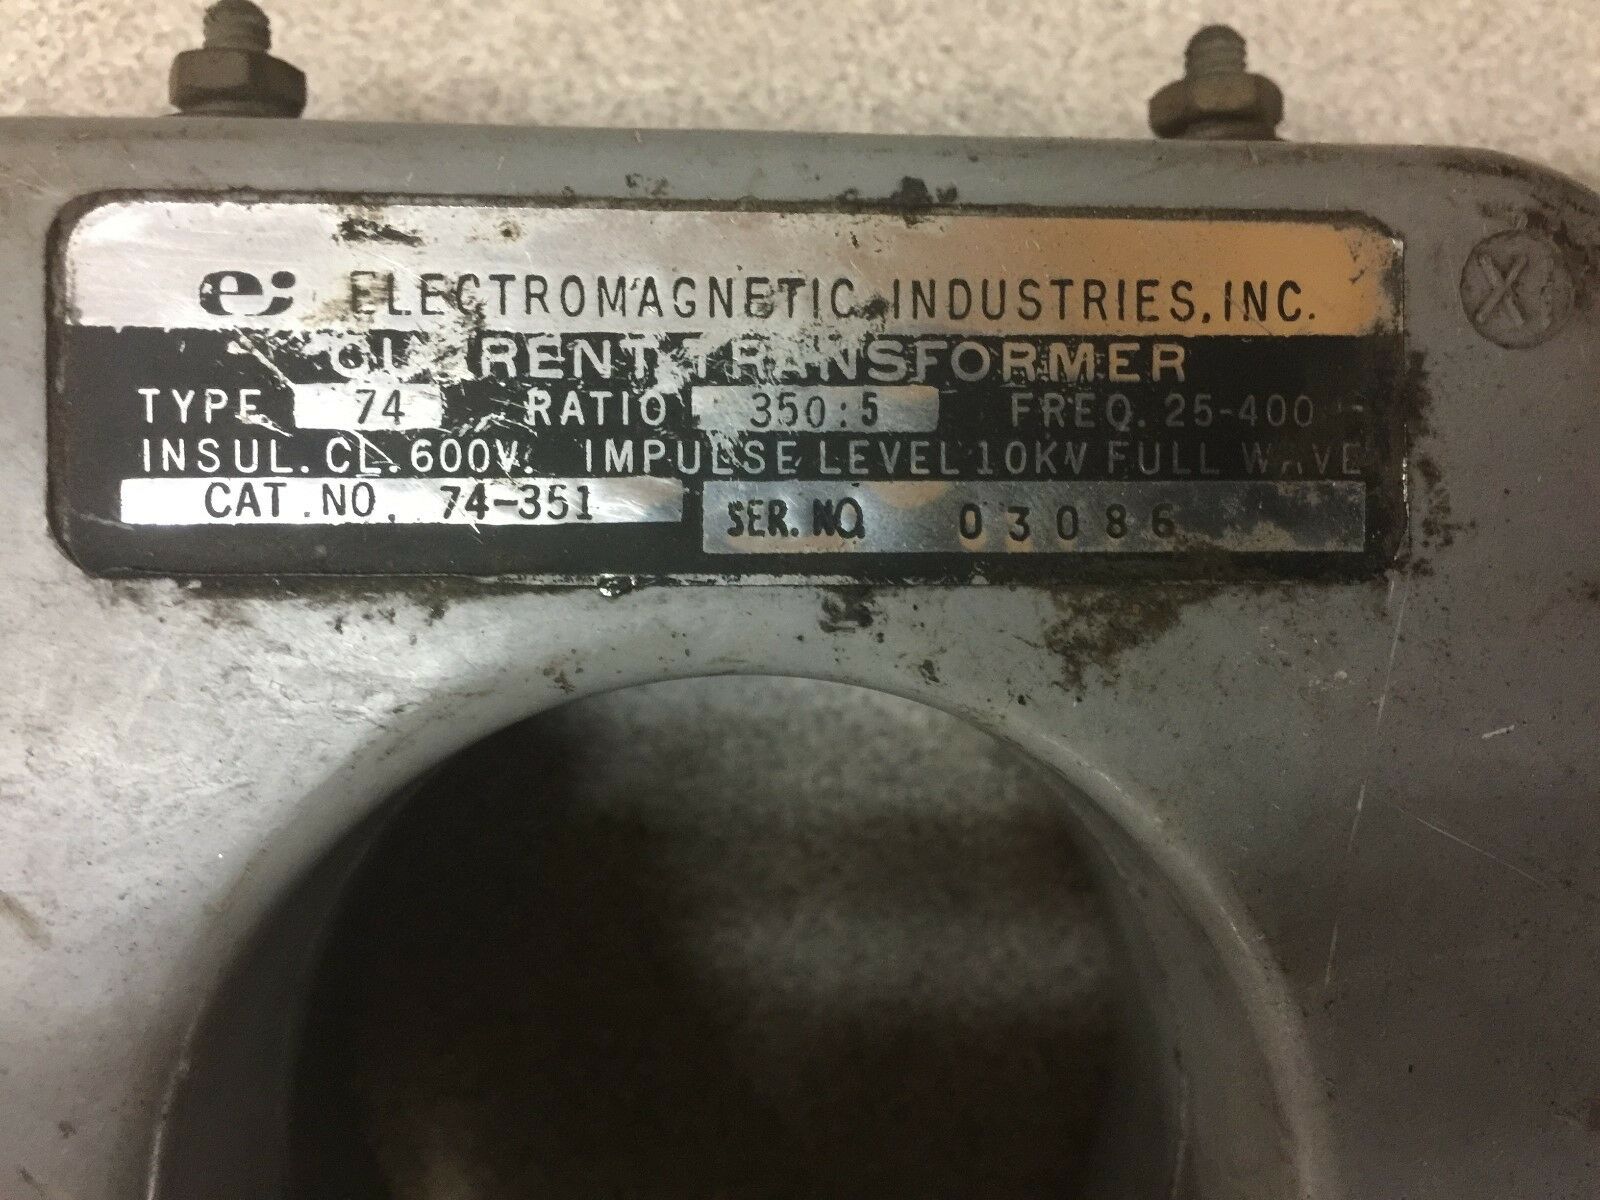 ei ELECTROMAGNETIC INDUSTRIES, INC.
CURRENT TRANSFORMER
TYPE 74 RATIO 350:5 FREQ. 25-400
INSUL. CL. 600V. IMPULSE LEVEL 10KV FULL WAVE
CAT. NO. 74-351 SER. NO. 03086
X